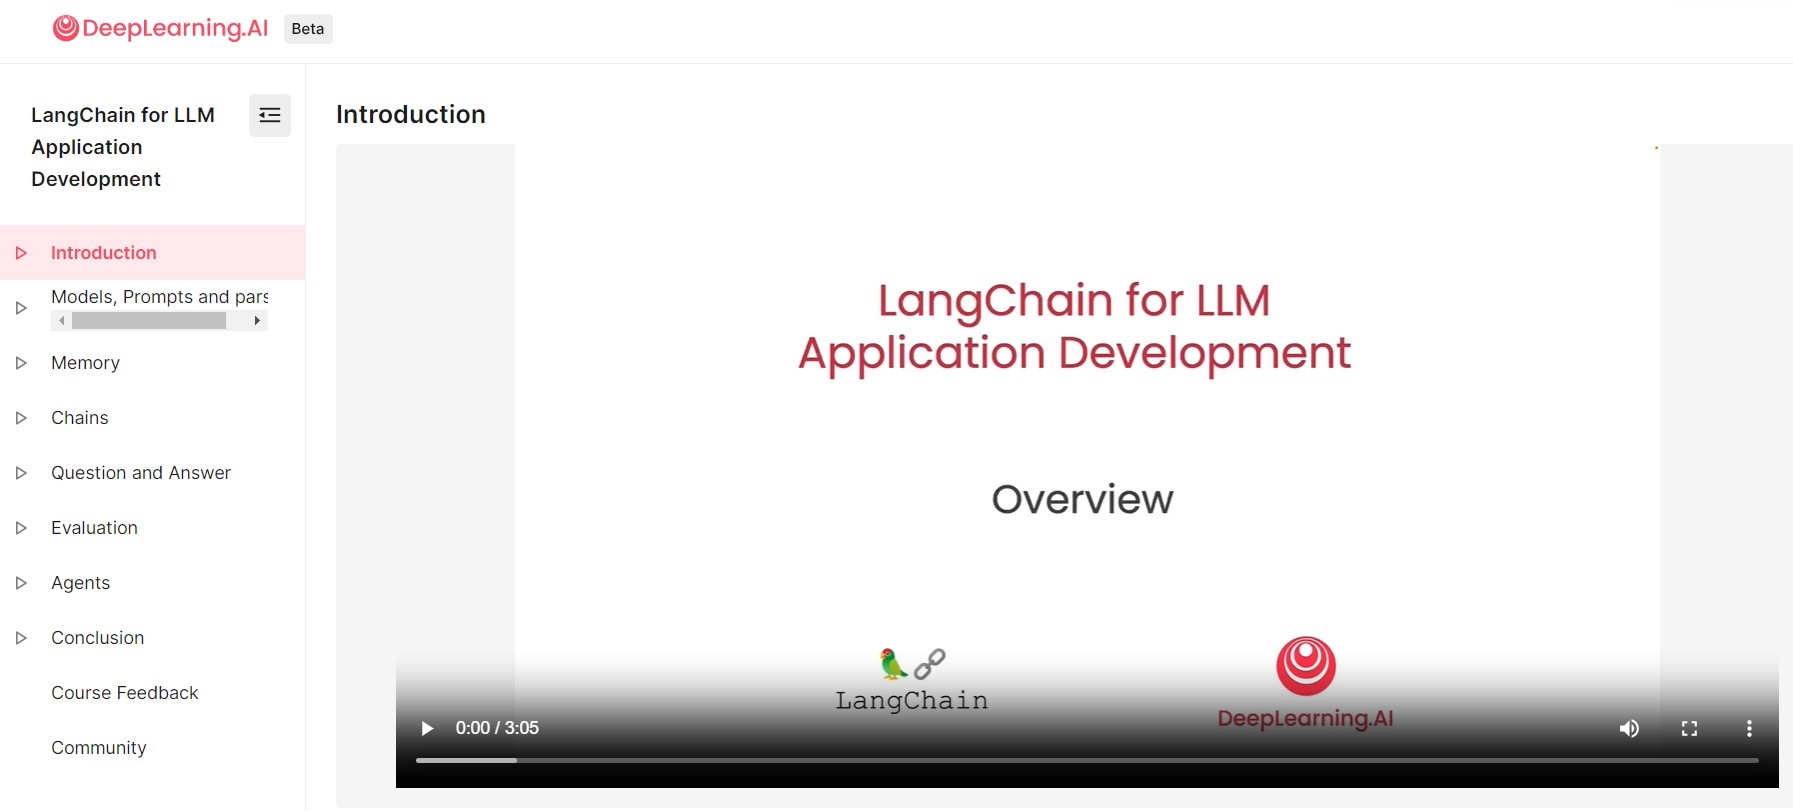 DeepLearning.AI Beta
LangChain for LLM
Application
Development
Introduction
Models, Prompts and pars
Memory
Chains
Question and Answer
Evaluation
Agents
Conclusion
Course Feedback
Community
Introduction
LangChain for LLM
Application Development
Overview
LangChain
DeepLearning.AI
0:00 / 3:05